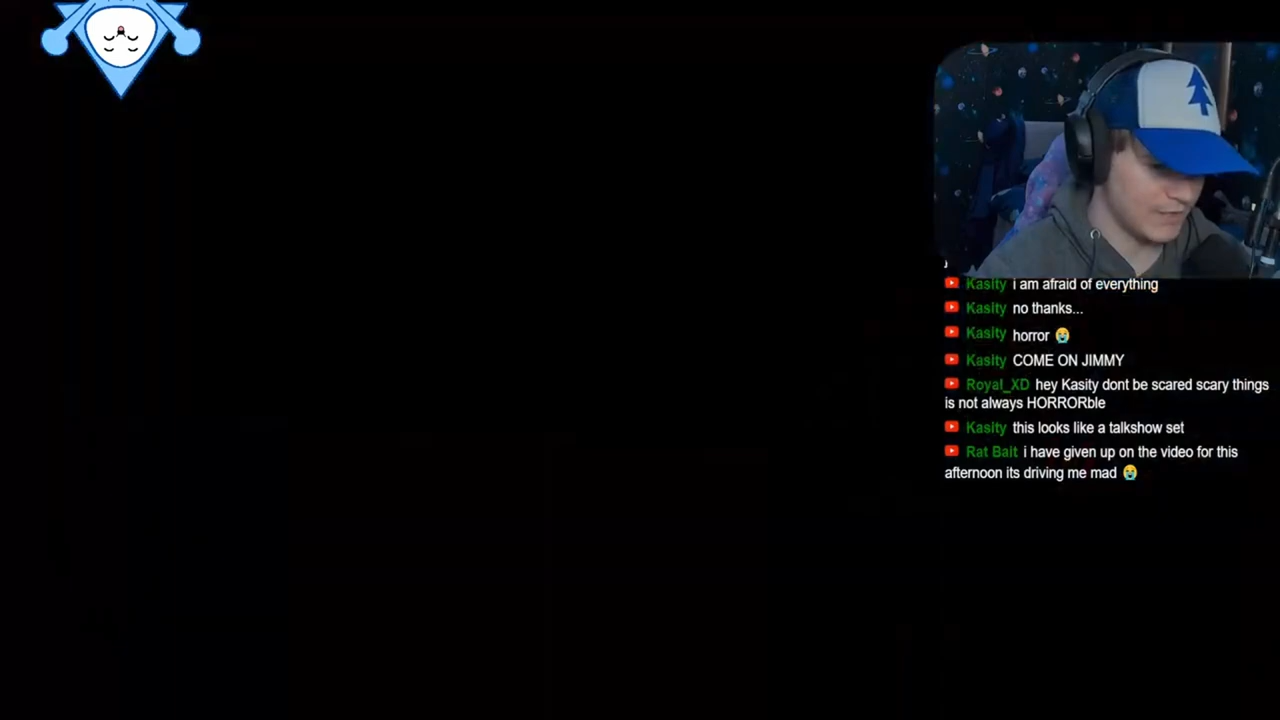 Kasity i am afraid of everything
Kasity no thanks...
Kasity horror 😭
Kasity COME ON JIMMY
Royal_XD hey Kasity dont be scared scary things
is not always HORRORble
Kasity this looks like a talkshow set
Rat Bait i have given up on the video for this
afternoon its driving me mad 😭